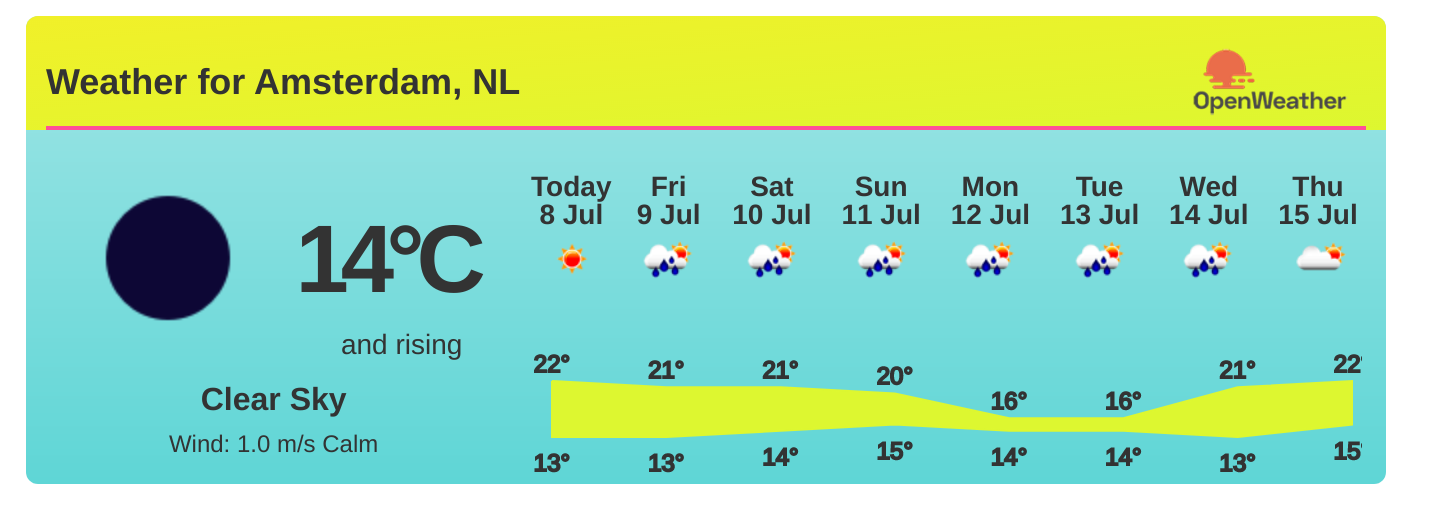 Weather for Amsterdam, NL
OpenWeather
14°C
and rising
Clear Sky
Wind: 1.0 m/s Calm
Today Fri Sat Sun Mon Tue Wed Thu
8 Jul 9 Jul 10 Jul 11 Jul 12 Jul 13 Jul 14 Jul 15 Jul
22° 21° 21° 20° 16° 16° 21° 22°
13° 13° 14° 15° 14° 14° 13° 15°